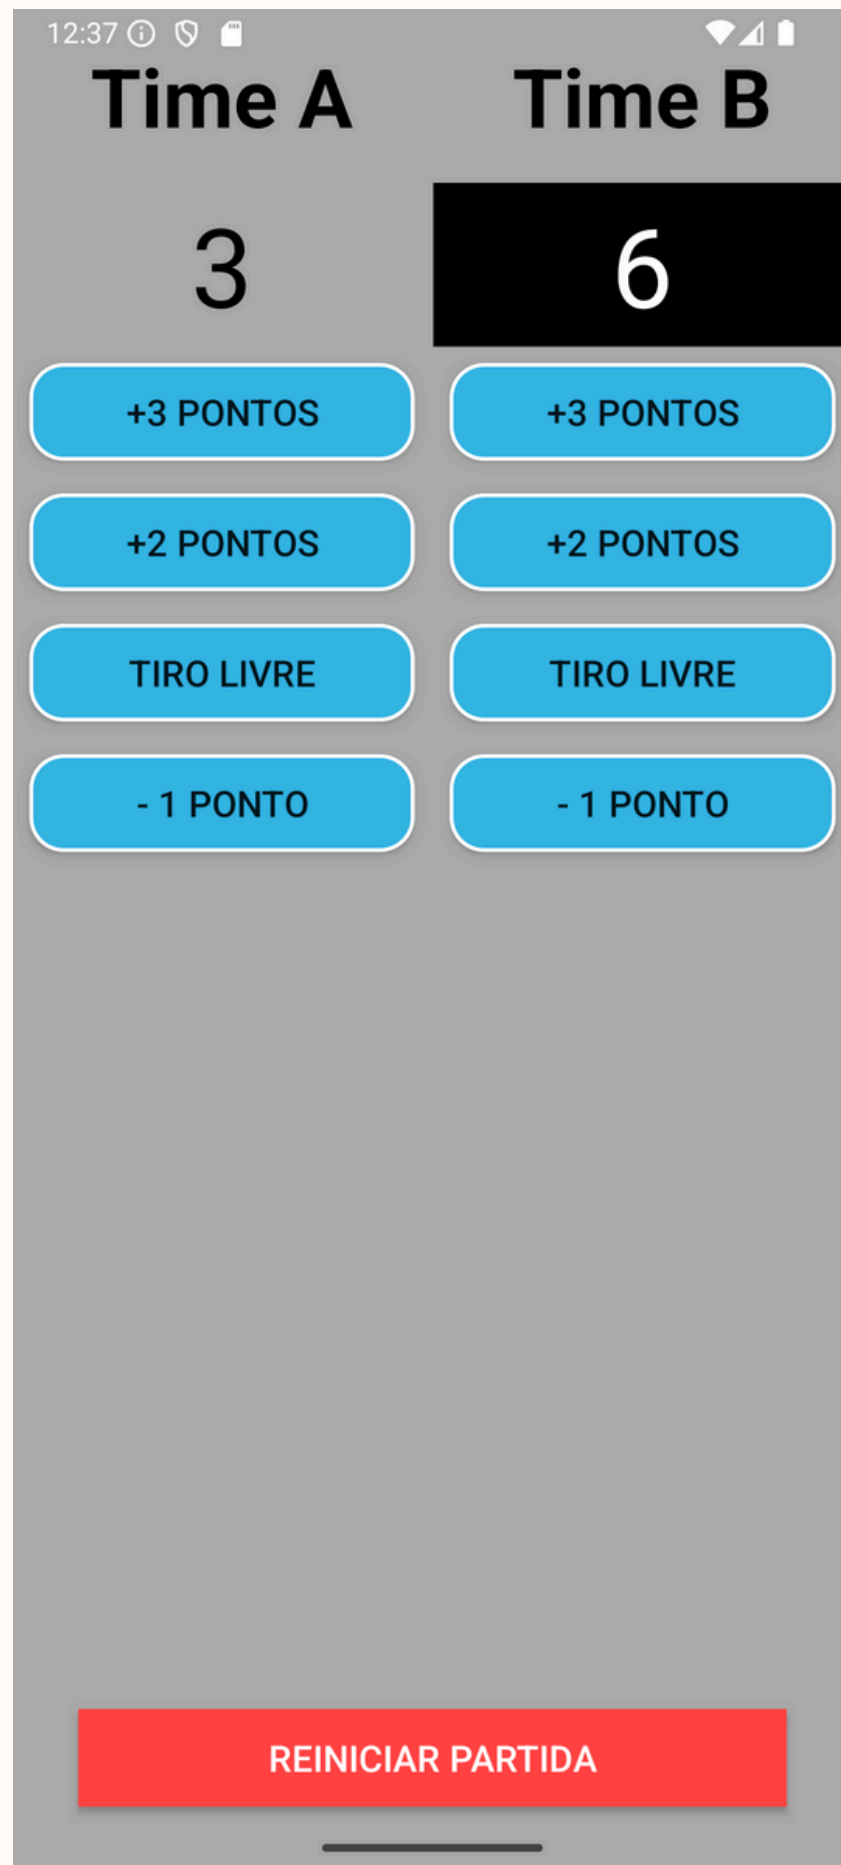 12:37
Time A Time B
3 6
+3 PONTOS +3 PONTOS
+2 PONTOS +2 PONTOS
TIRO LIVRE TIRO LIVRE
- 1 PONTO - 1 PONTO
REINICIAR PARTIDA